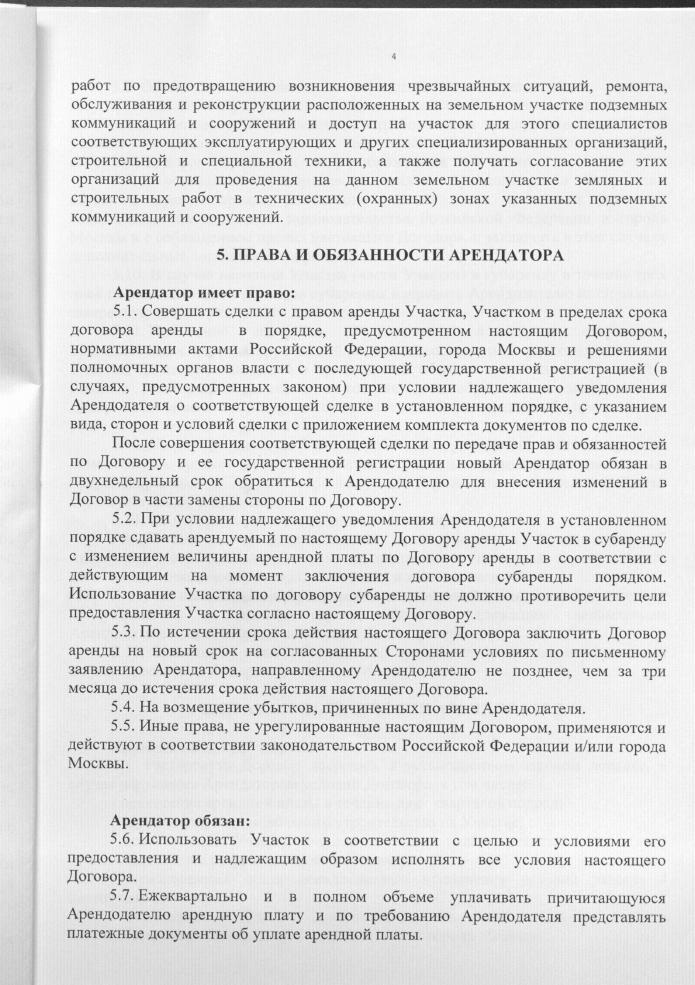 4
работ по предотвращению возникновения чрезвычайных ситуаций, ремонта,
обслуживания и реконструкции расположенных на земельном участке подземных
коммуникаций и сооружений и доступ на участок для этого специалистов
соответствующих эксплуатирующих и других специализированных организаций,
строительной и специальной техники, а также получать согласование этих
организаций для проведения на данном земельном участке земляных и
строительных работ в технических (охранных) зонах указанных подземных
коммуникаций и сооружений.
5. ПРАВА И ОБЯЗАННОСТИ АРЕНДАТОРА
Арендатор имеет право:
5.1. Совершать сделки с правом аренды Участка, Участком в пределах срока
договора аренды в порядке, предусмотренном настоящим Договором,
нормативными актами Российской Федерации, города Москвы и решениями
полномочных органов власти с последующей государственной регистрацией (в
случаях, предусмотренных законом) при условии надлежащего уведомления
Арендодателя о соответствующей сделке в установленном порядке, с указанием
вида, сторон и условий сделки с приложением комплекта документов по сделке.
После совершения соответствующей сделки по передаче прав и обязанностей
по Договору и ее государственной регистрации новый Арендатор обязан в
двухнедельный срок обратиться к Арендодателю для внесения изменений в
Договор в части замены стороны по Договору.
5.2. При условии надлежащего уведомления Арендодателя в установленном
порядке сдавать арендуемый по настоящему Договору аренды Участок в субаренду
с изменением величины арендной платы по Договору аренды в соответствии с
действующим на момент заключения договора субаренды порядком.
Использование Участка по договору субаренды не должно противоречить цели
предоставления Участка согласно настоящему Договору.
5.3. По истечении срока действия настоящего Договора заключить Договор
аренды на новый срок на согласованных Сторонами условиях по письменному
заявлению Арендатора, направленному Арендодателю не позднее, чем за три
месяца до истечения срока действия настоящего Договора.
5.4. На возмещение убытков, причиненных по вине Арендодателя.
5.5. Иные права, не урегулированные настоящим Договором, применяются и
действуют в соответствии законодательством Российской Федерации и/или города
Москвы.
Арендатор обязан:
5.6. Использовать Участок в соответствии с целью и условиями его
предоставления и надлежащим образом исполнять все условия настоящего
Договора.
5.7. Ежеквартально и в полном объеме уплачивать причитающуюся
Арендодателю арендную плату и по требованию Арендодателя представлять
платежные документы об уплате арендной платы.